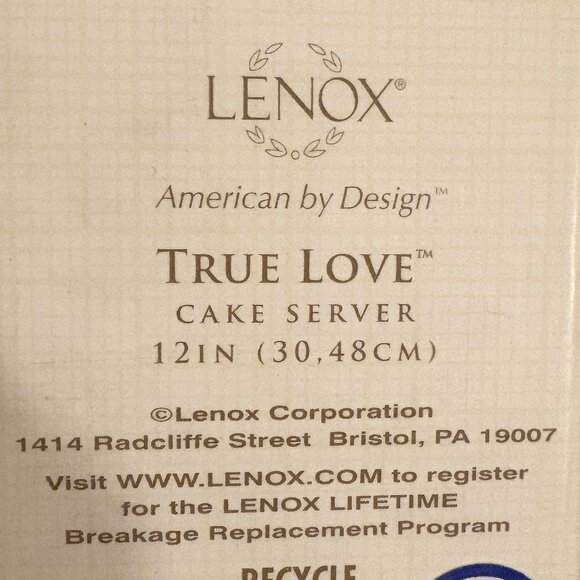 LENOX®
American by Design™
TRUE LOVE™
CAKE SERVER
12IN (30,48CM)
©Lenox Corporation
1414 Radcliffe Street Bristol, PA 19007
Visit WWW.LENOX.COM to register
for the LENOX LIFETIME
Breakage Replacement Program
RECYCLE